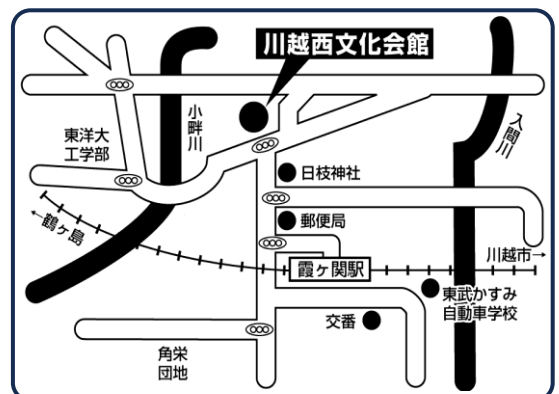 川越西文化会館
小畔川
入間川
東洋大
工学部
日枝神社
←鶴ヶ島
郵便局
川越市→
霞ヶ関駅
東武かすみ
自動車学校
交番
角栄
団地